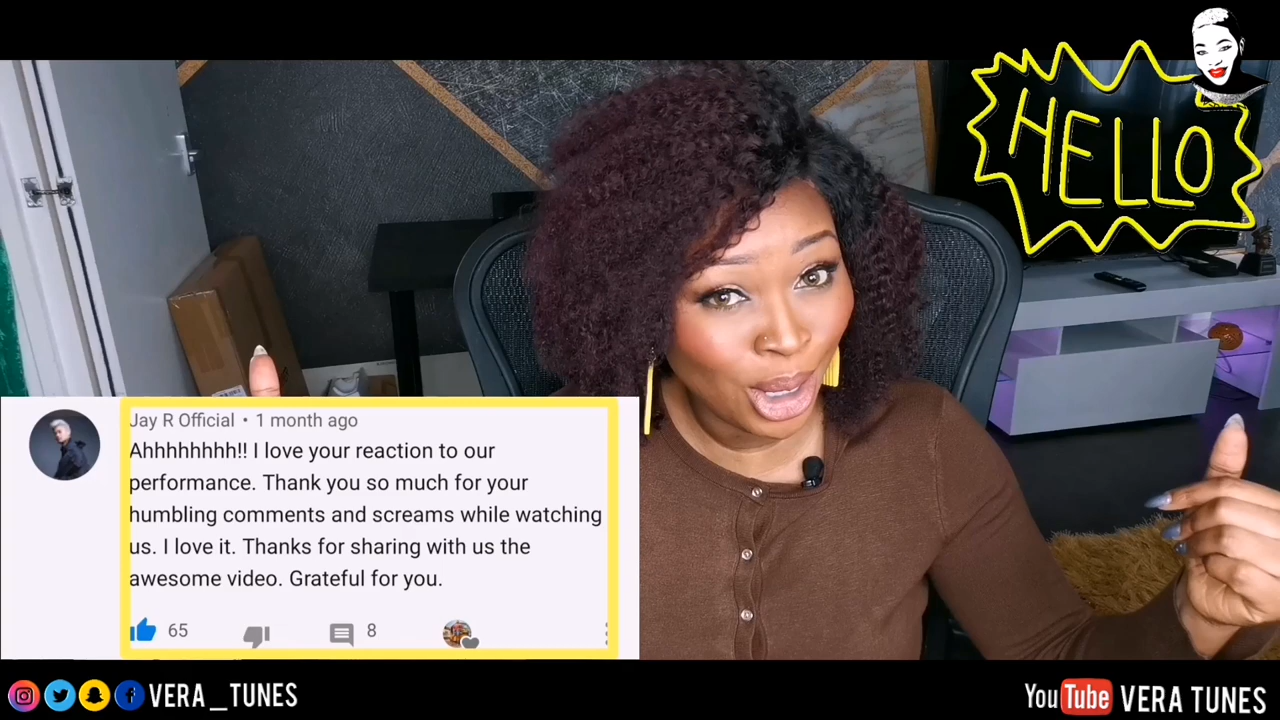 HELLO
Jay R Official • 1 month ago
Ahhhhhhhh!! I love your reaction to our
performance. Thank you so much for your
humbling comments and screams while watching
us. I love it. Thanks for sharing with us the
awesome video. Grateful for you.
65
8
VERA_TUNES
YouTube VERA TUNES